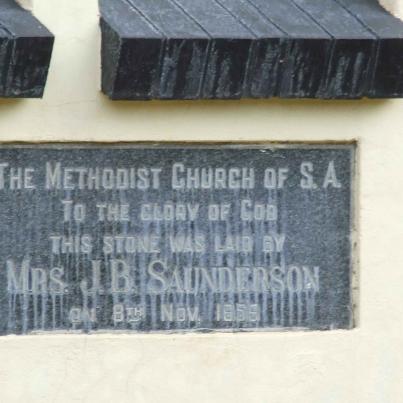 THE METHODIST CHURCH OF S.A.
TO THE GLORY OF GOD
THIS STONE WAS LAID BY
MRS. J.B. SAUNDERSON
ON 8TH NOV.